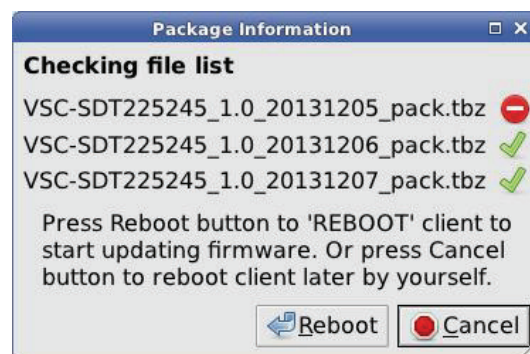 Package Information
Checking file list
VSC-SDT225245_1.0_20131205_pack.tbz
VSC-SDT225245_1.0_20131206_pack.tbz
VSC-SDT225245_1.0_20131207_pack.tbz
Press Reboot button to 'REBOOT' client to
start updating firmware. Or press Cancel
button to reboot client later by yourself.
Reboot
Cancel